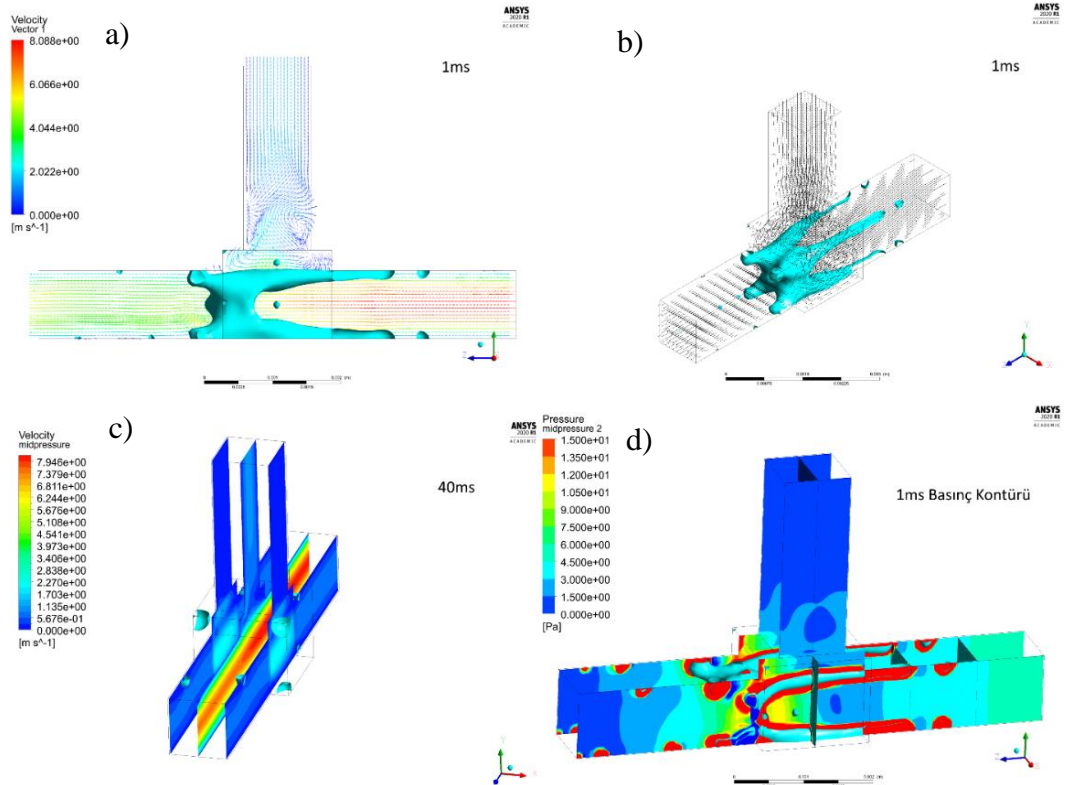 Velocity
Vector 1
8.088e+00
6.066e+00
4.044e+00
2.022e+00
0.000e+00
[m s^-1]
a)
ANSYS
2020 R1
ACADEMIC
1ms
b)
ANSYS
2020 R1
ACADEMIC
1ms
Velocity
midpressure
7.946e+00
7.379e+00
6.811e+00
6.244e+00
5.676e+00
5.108e+00
4.541e+00
3.973e+00
3.406e+00
2.838e+00
2.270e+00
1.703e+00
1.135e+00
5.676e-01
0.000e+00
[m s^-1]
c)
ANSYS
2020 R1
ACADEMIC
40ms
Pressure
midpressure 2
1.500e+01
1.350e+01
1.200e+01
1.050e+01
9.000e+00
7.500e+00
6.000e+00
4.500e+00
3.000e+00
1.500e+00
0.000e+00
[Pa]
d)
ANSYS
2020 R1
ACADEMIC
1ms Basınç Kontürü